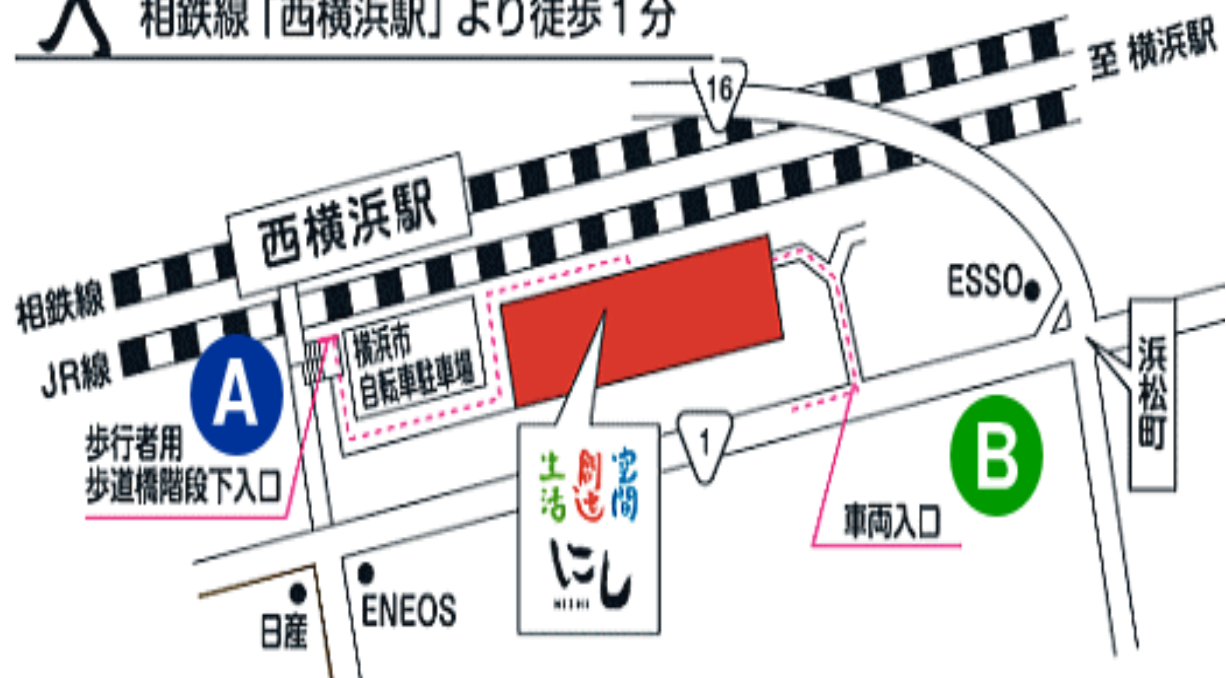 相鉄線「西横浜駅」より徒歩1分
至 横浜駅
16
西横浜駅
相鉄線
JR線
ESSO
横浜市
自転車駐車場
A
浜松町
歩行者用
歩道橋階段下入口
1
B
生活
創造
空間
にし
NISHI
車両入口
ENEOS
日産